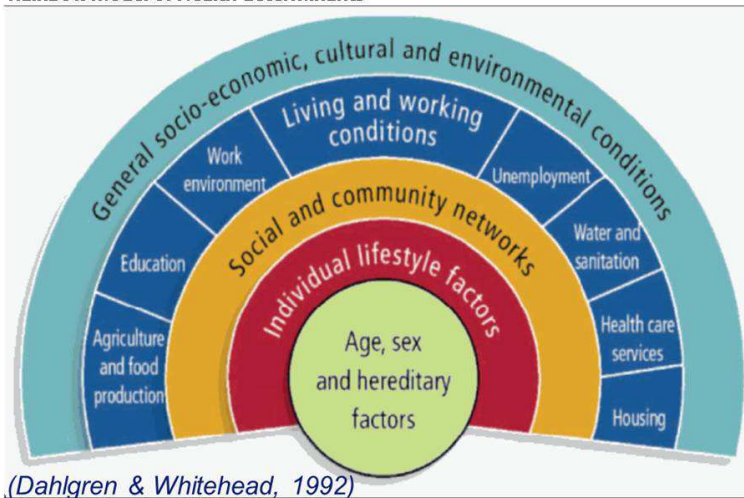 General socio-economic, cultural and environmental conditions
Living and working
conditions
Work
environment
Unemployment
Education
Water and
sanitation
Agriculture
and food
production
Health care
services
Housing
Social and community networks
Individual lifestyle factors
Age, sex
and hereditary
factors
(Dahlgren & Whitehead, 1992)